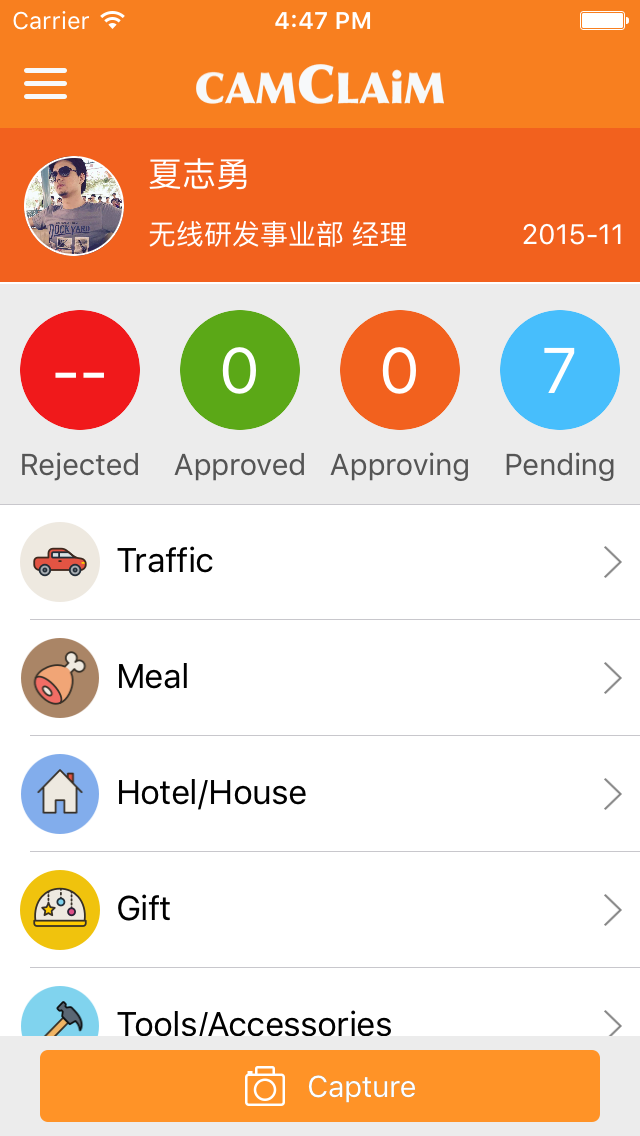 Carrier 4:47 PM
CAMCLAiM
夏志勇
无线研发事业部 经理 2015-11
-- 0 0 7
Rejected Approved Approving Pending
Traffic
Meal
Hotel/House
Gift
Tools/Accessories
Capture